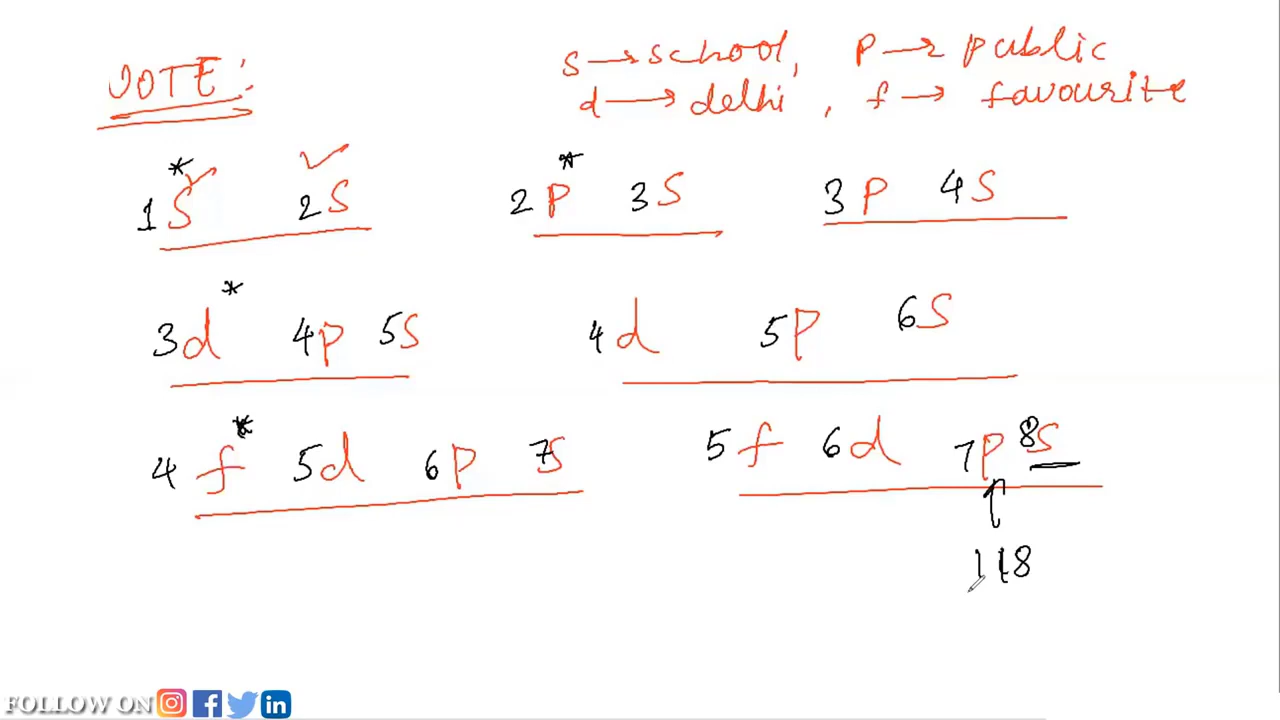 NOTE:
s → school, p → public
d → delhi, f → favourite
1S 2S 2P 3S 3P 4S
3d 4p 5S 4d 5P 6S
4f 5d 6p 7S 5f 6d 7p 8S
118
FOLLOW ON